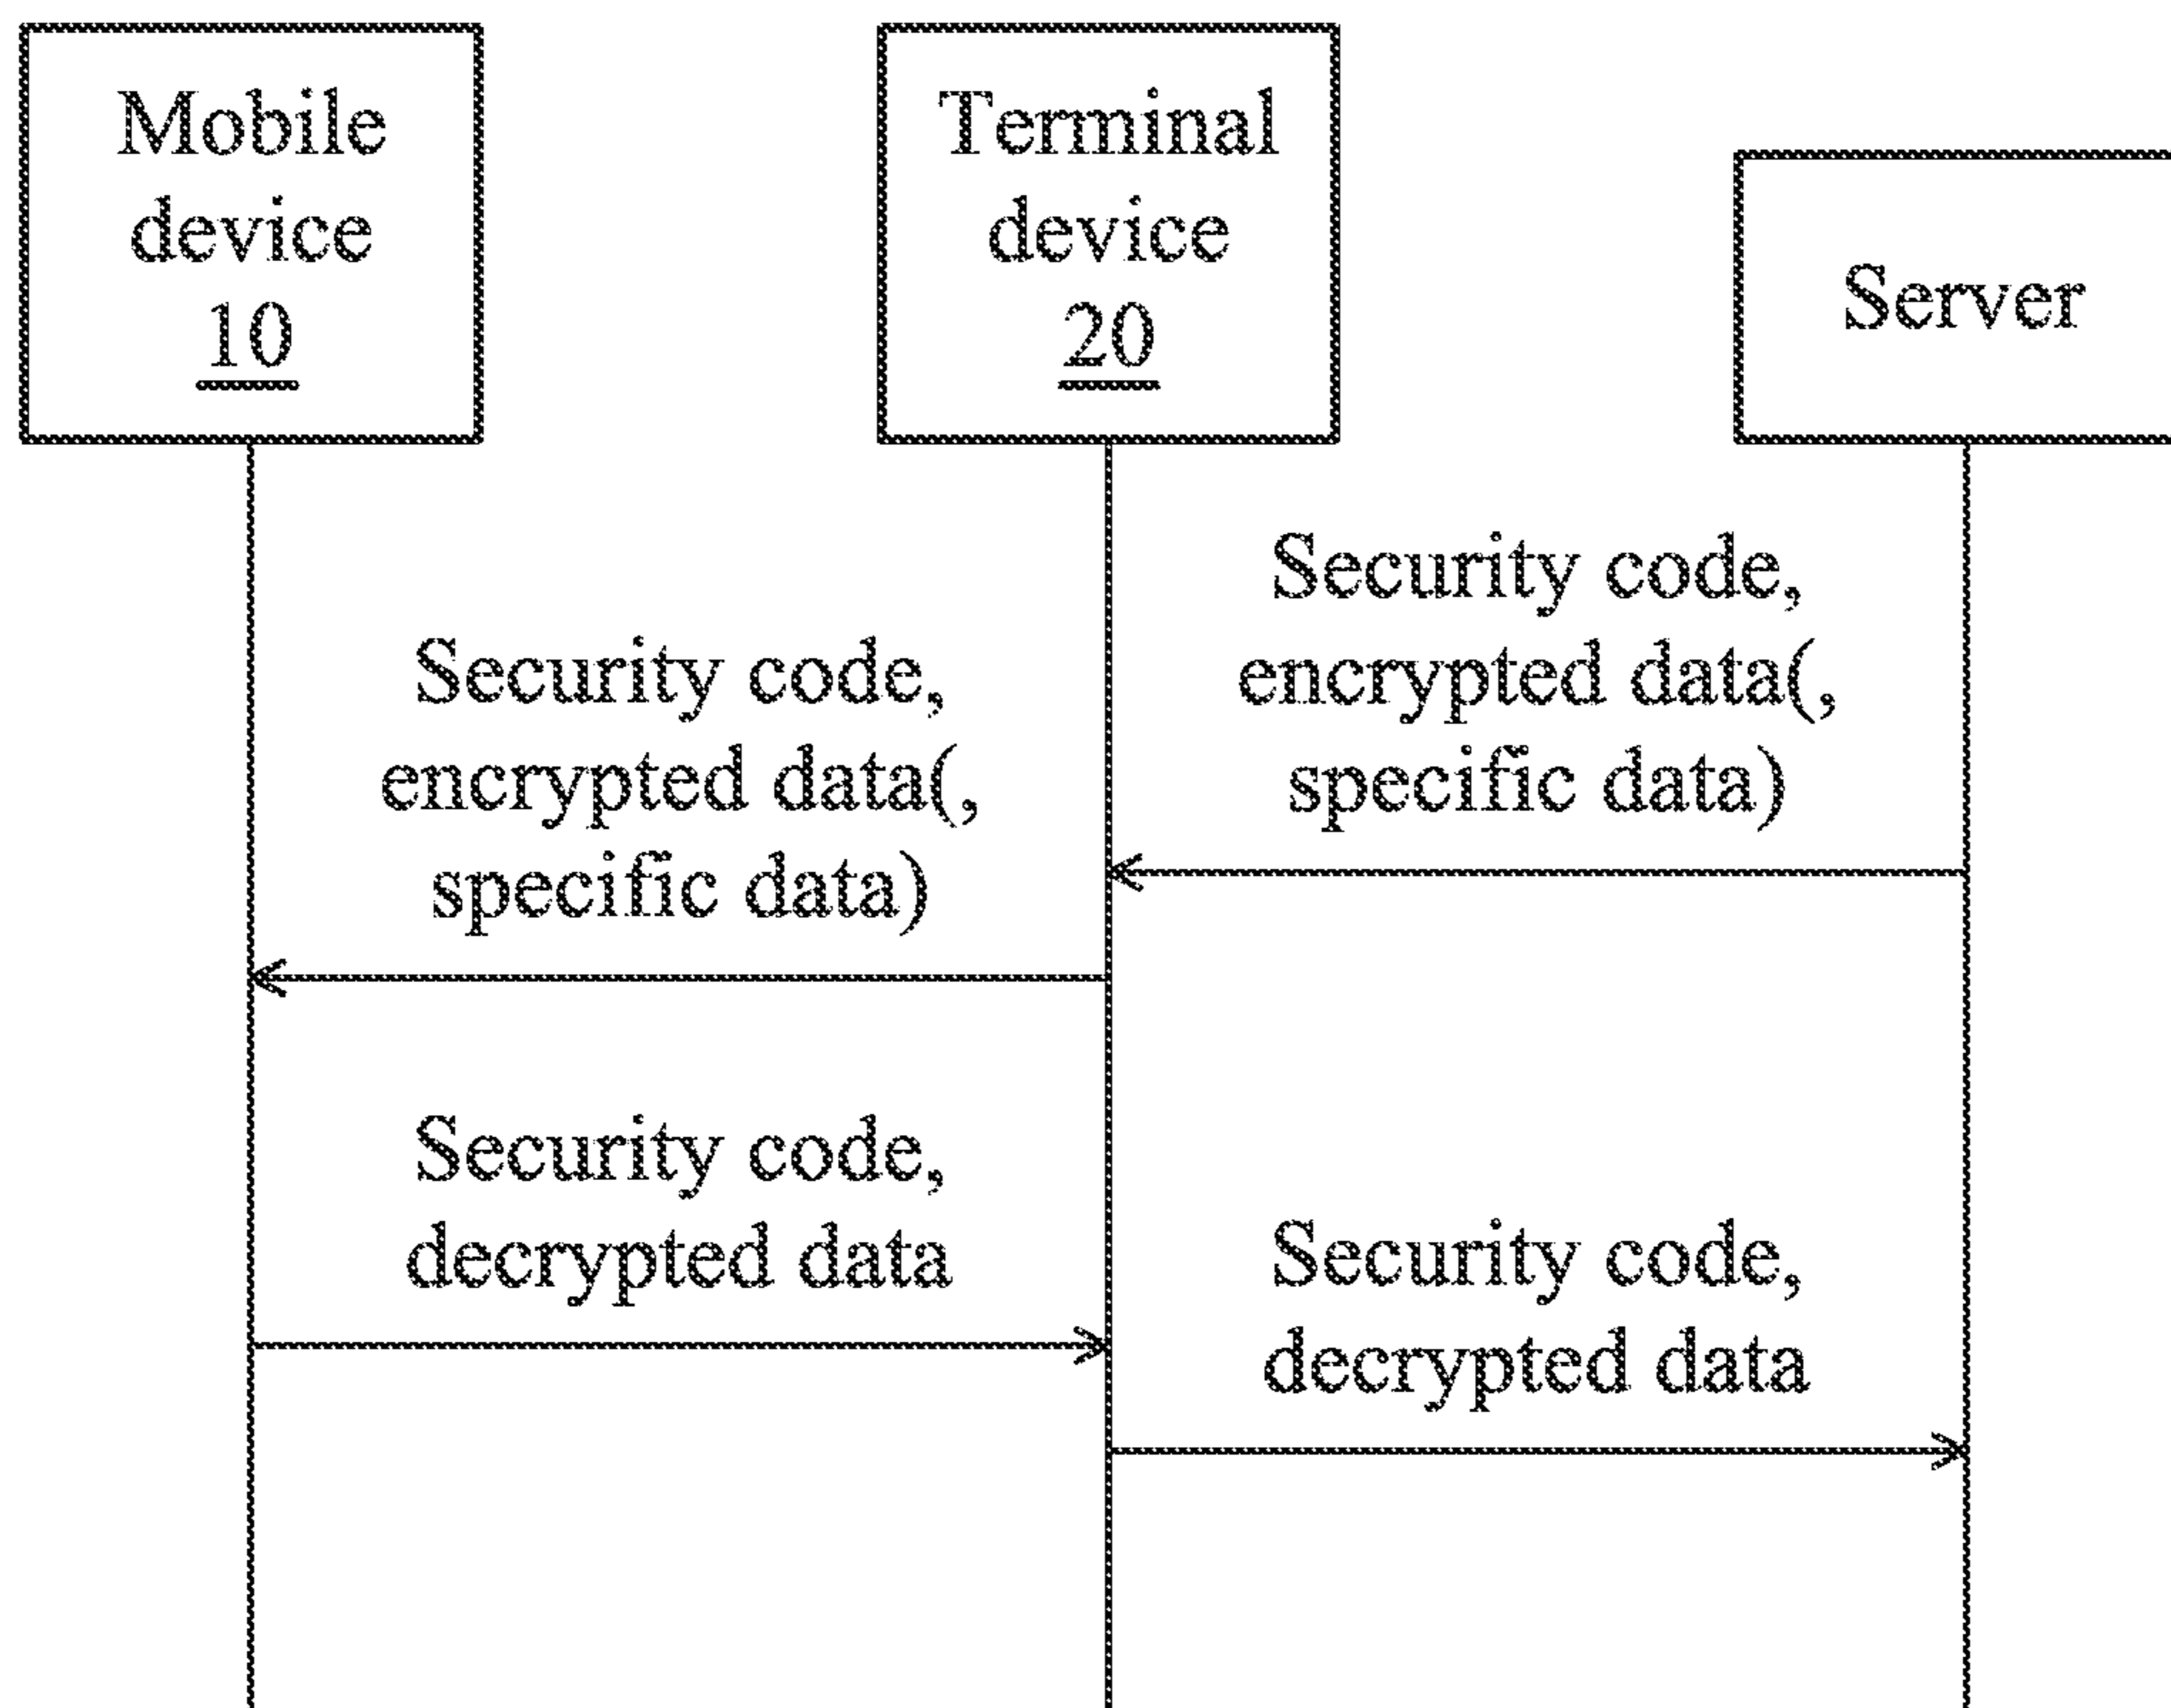 Mobile
device
10
Terminal
device
20
Server
Security code,
encrypted data(,
specific data)
Security code,
encrypted data(,
specific data)
Security code,
decrypted data
Security code,
decrypted data